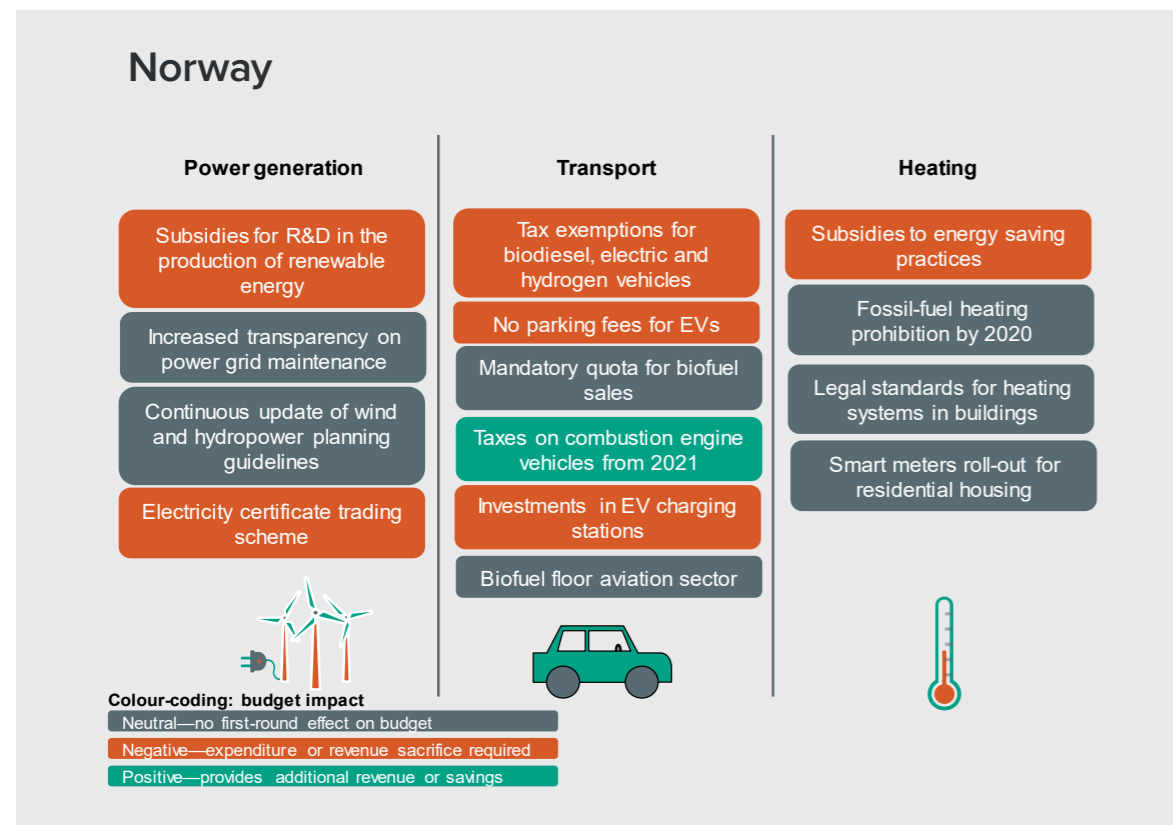 Norway
Power generation
Subsidies for R&D in the
production of renewable
energy
Increased transparency on
power grid maintenance
Continuous update of wind
and hydropower planning
guidelines
Electricity certificate trading
scheme
Transport
Tax exemptions for
biodiesel, electric and
hydrogen vehicles
No parking fees for EVs
Mandatory quota for biofuel
sales
Taxes on combustion engine
vehicles from 2021
Investments in EV charging
stations
Biofuel floor aviation sector
Heating
Subsidies to energy saving
practices
Fossil-fuel heating
prohibition by 2020
Legal standards for heating
systems in buildings
Smart meters roll-out for
residential housing
Colour-coding: budget impact
Neutral—no first-round effect on budget
Negative—expenditure or revenue sacrifice required
Positive—provides additional revenue or savings